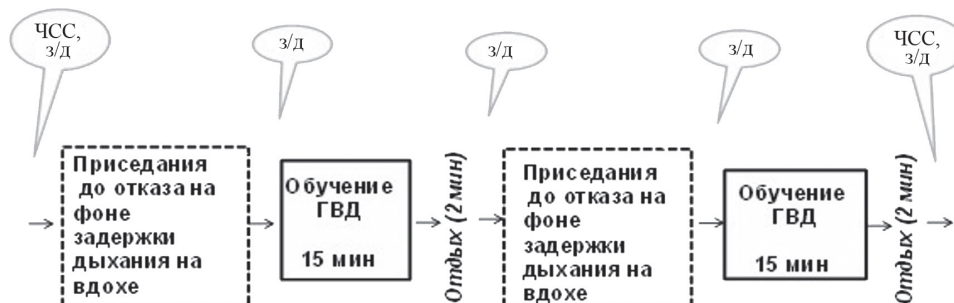 ЧСС,
з/д
з/д
з/д
з/д
ЧСС,
з/д
Приседания
до отказа на
фоне
задержки
дыхания на
вдохе
Обучение
ГВД
15 мин
Отдых (2 мин)
Приседания
до отказа на
фоне
задержки
дыхания на
вдохе
Обучение
ГВД
15 мин
Отдых (2 мин)